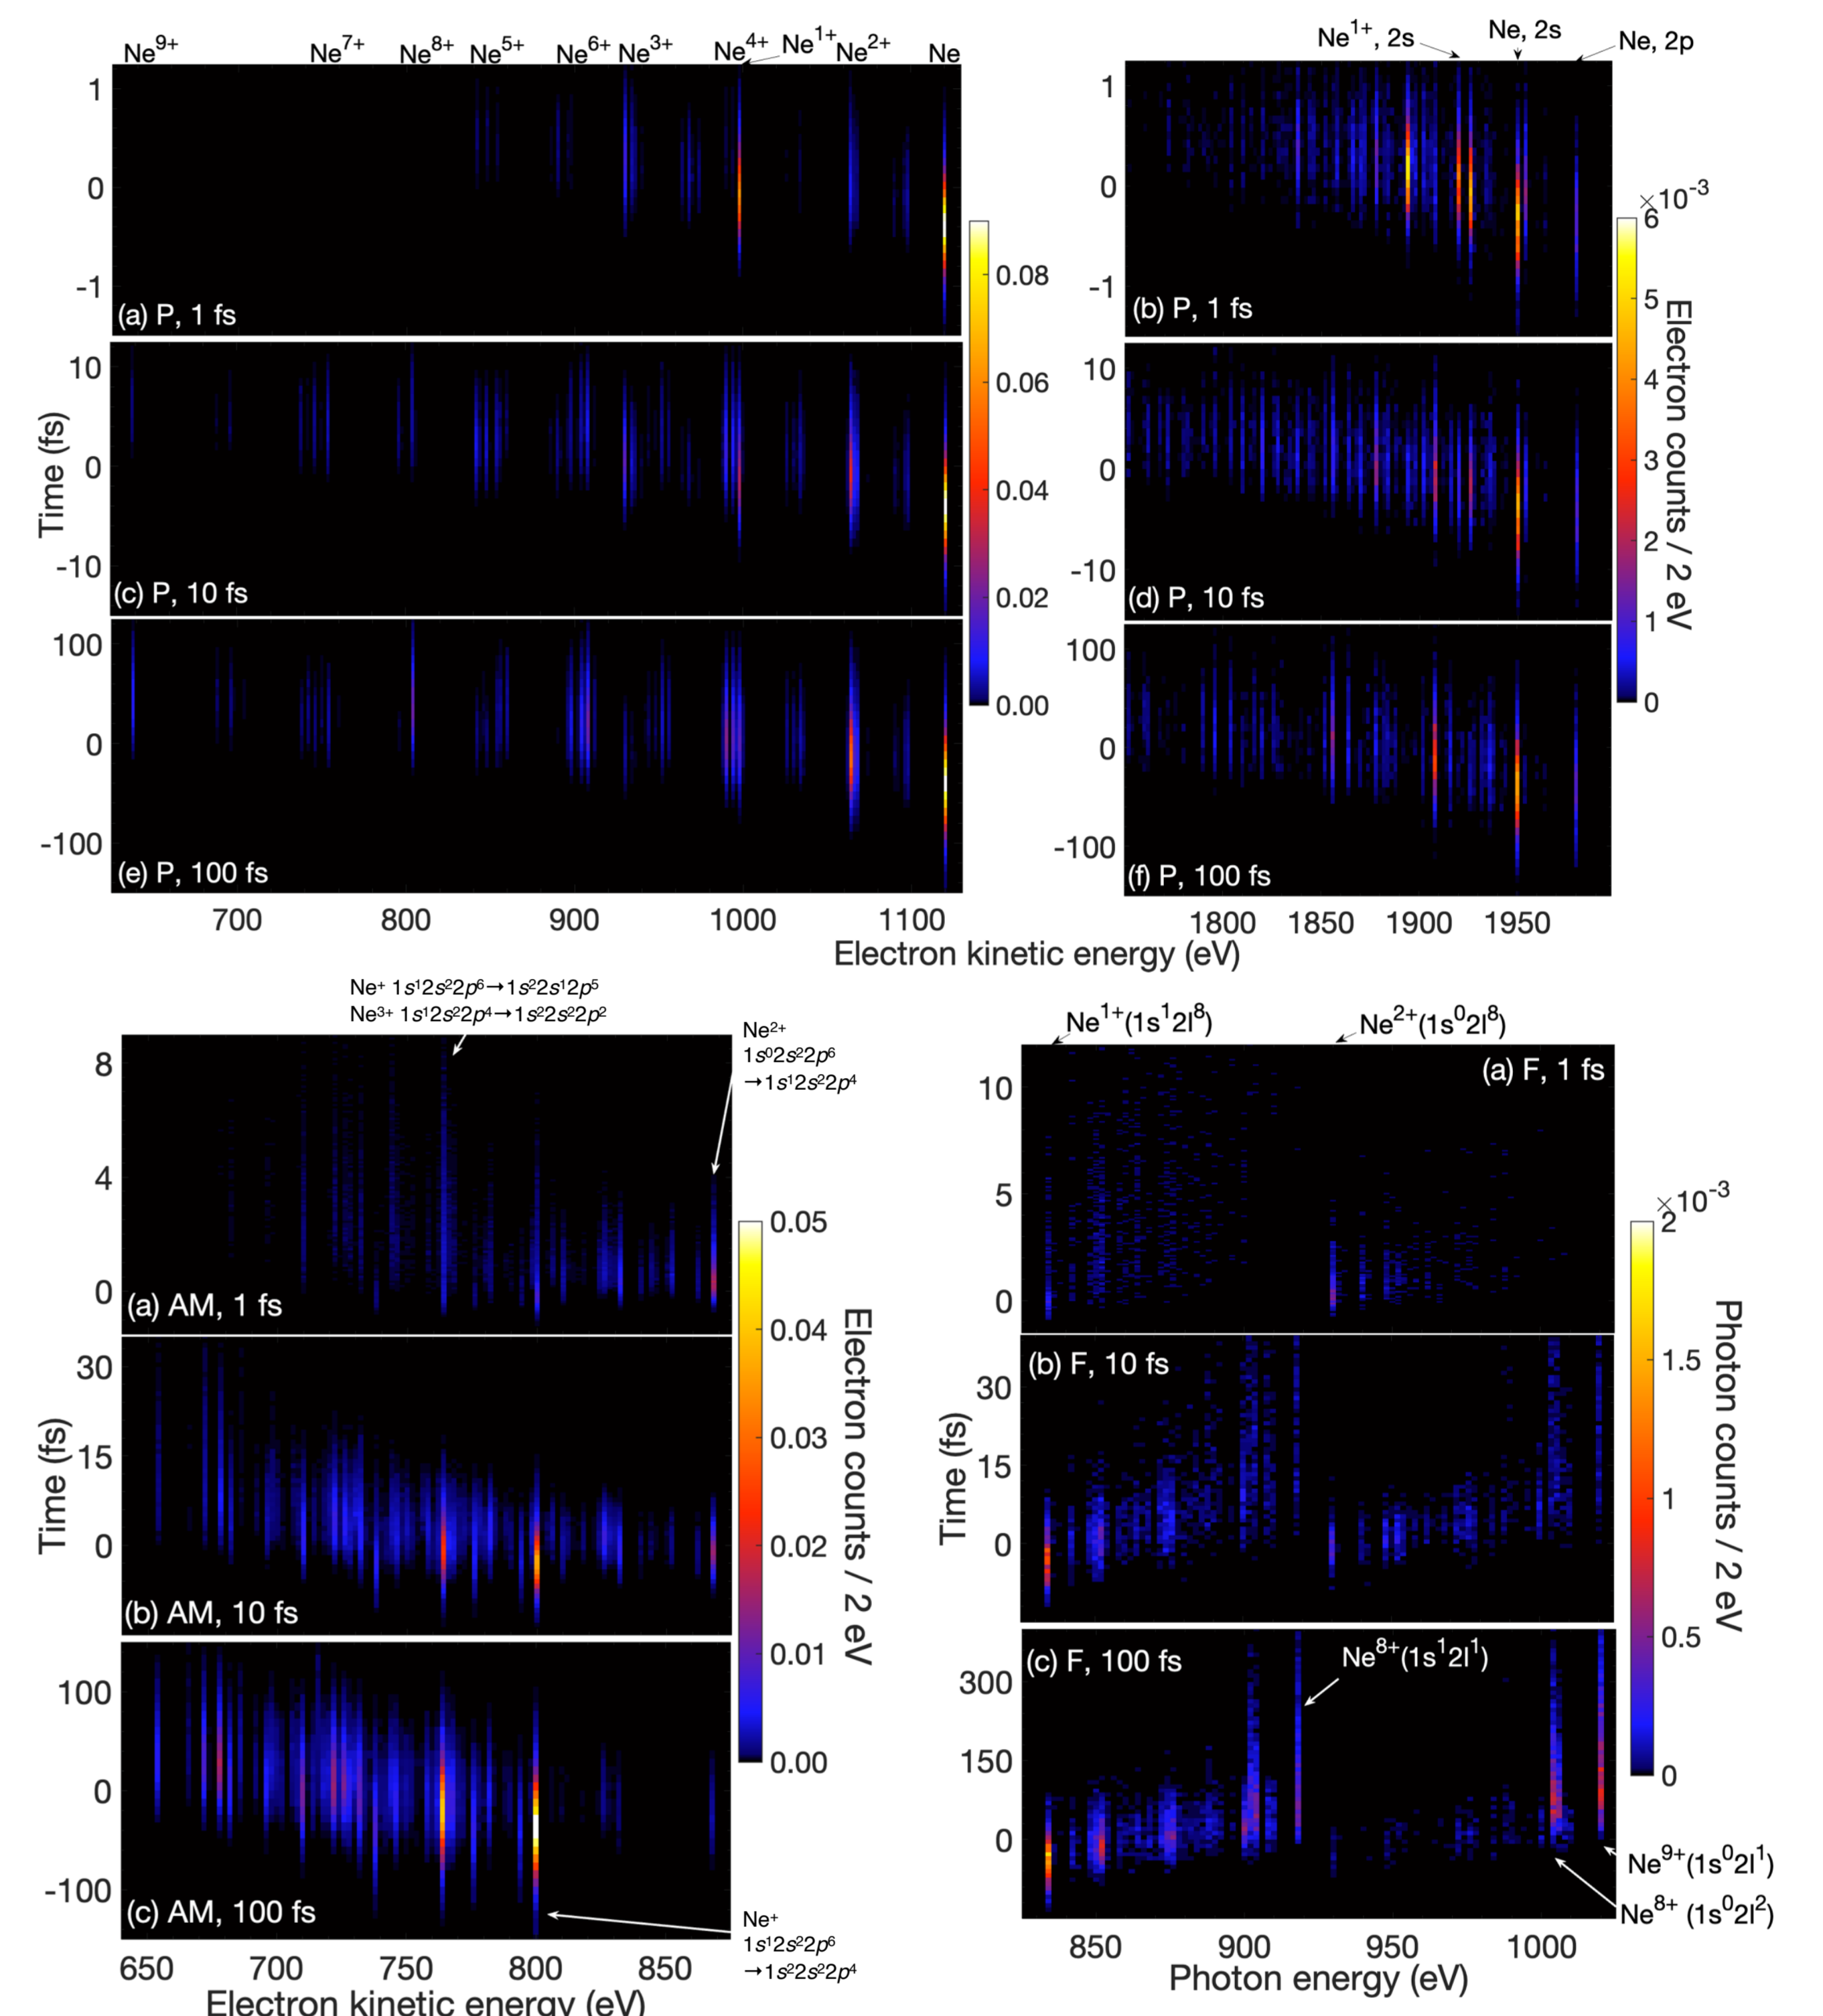 Ne9+ Ne7+ Ne8+ Ne5+ Ne6+ Ne3+ Ne4+ Ne1+ Ne2+ Ne
1
0
-1
(a) P, 1 fs
10
0
-10
(c) P, 10 fs
100
0
-100
(e) P, 100 fs
Time (fs)
700 800 900 1000 1100
0.08
0.06
0.04
0.02
0.00
Ne1+, 2s Ne, 2s Ne, 2p
1
0
-1
(b) P, 1 fs
10
0
-10
(d) P, 10 fs
100
0
-100
(f) P, 100 fs
1800 1850 1900 1950
×10-3
6
5
4
3
2
1
0
Electron counts / 2 eV
Electron kinetic energy (eV)
Ne+ 1s12s22p6→1s22s12p5
Ne3+ 1s12s22p4→1s22s22p2
Ne2+
1s02s22p6
→1s12s22p4
8
4
0
(a) AM, 1 fs
30
15
0
(b) AM, 10 fs
100
0
-100
(c) AM, 100 fs
Time (fs)
650 700 750 800 850
Electron kinetic energy (eV)
Ne+
1s12s22p6
→1s22s22p4
0.05
0.04
0.03
0.02
0.01
0.00
Electron counts / 2 eV
Ne1+(1s12l8) Ne2+(1s02l8)
10
5
0
(a) F, 1 fs
30
15
0
(b) F, 10 fs
300
150
0
(c) F, 100 fs
Ne8+(1s12l1)
Ne9+(1s02l1)
Ne8+ (1s02l2)
Time (fs)
850 900 950 1000
Photon energy (eV)
×10-3
2
1.5
1
0.5
0
Photon counts / 2 eV